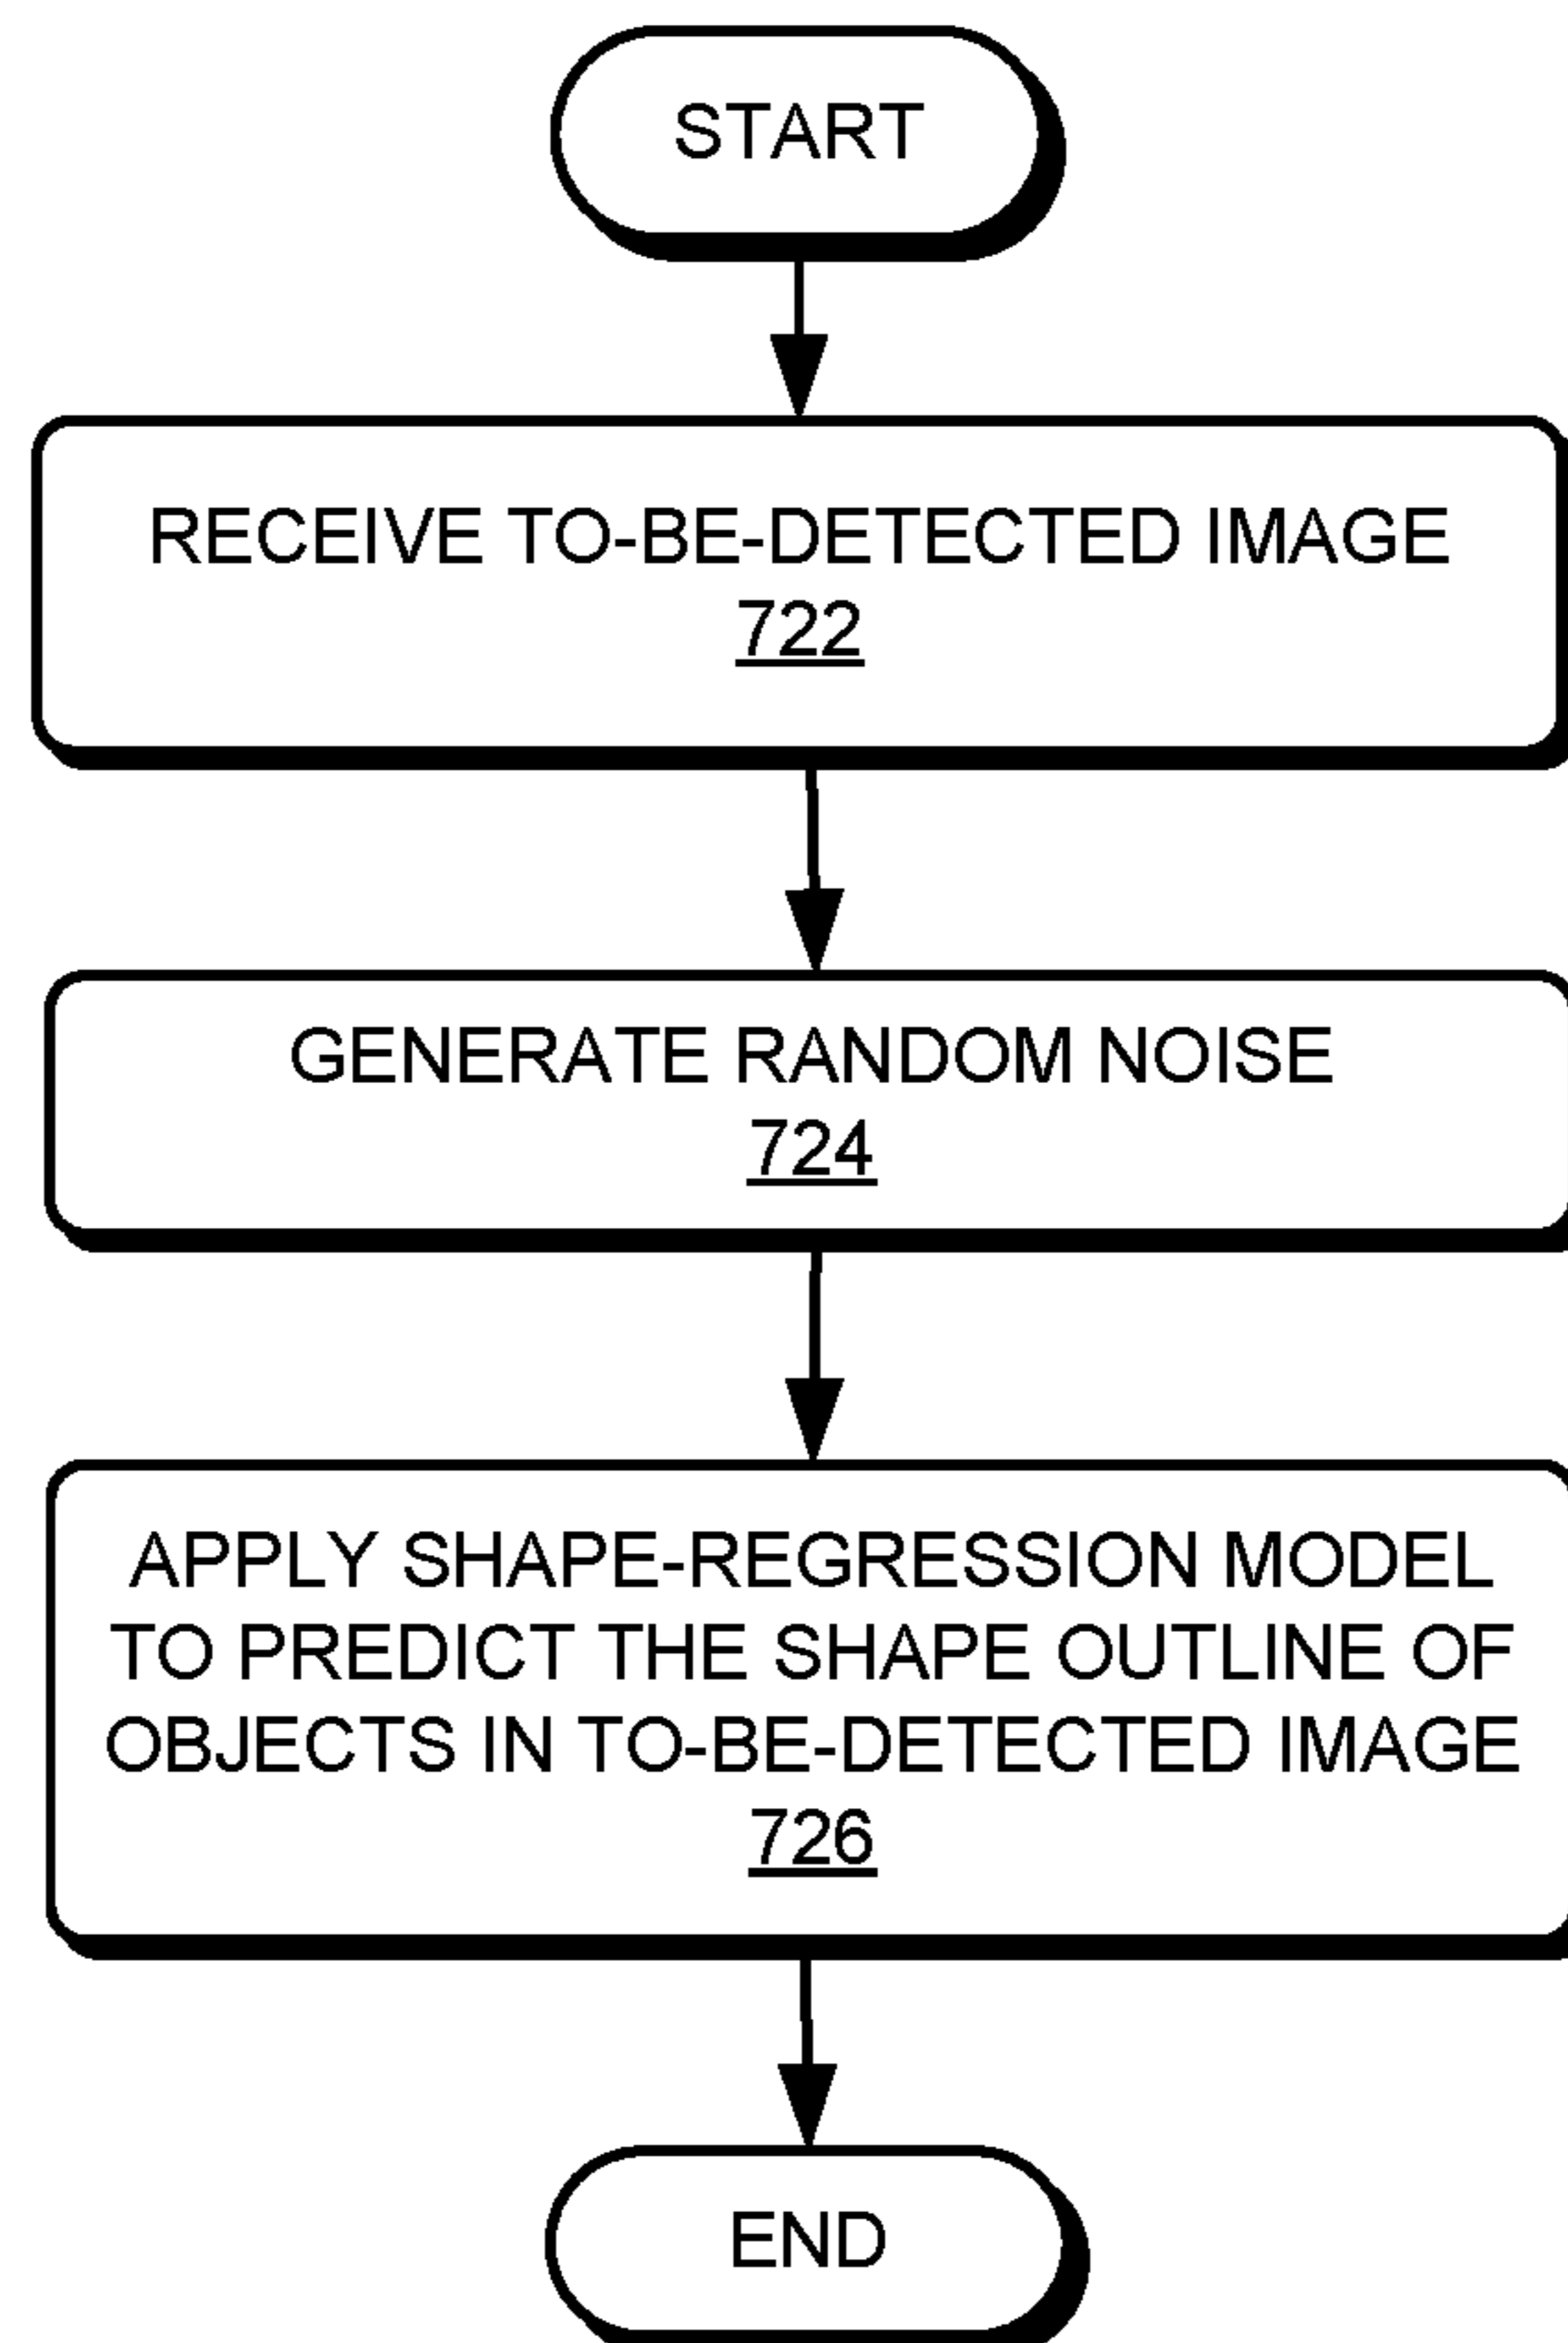 START
RECEIVE TO-BE-DETECTED IMAGE
722
GENERATE RANDOM NOISE
724
APPLY SHAPE-REGRESSION MODEL
TO PREDICT THE SHAPE OUTLINE OF
OBJECTS IN TO-BE-DETECTED IMAGE
726
END